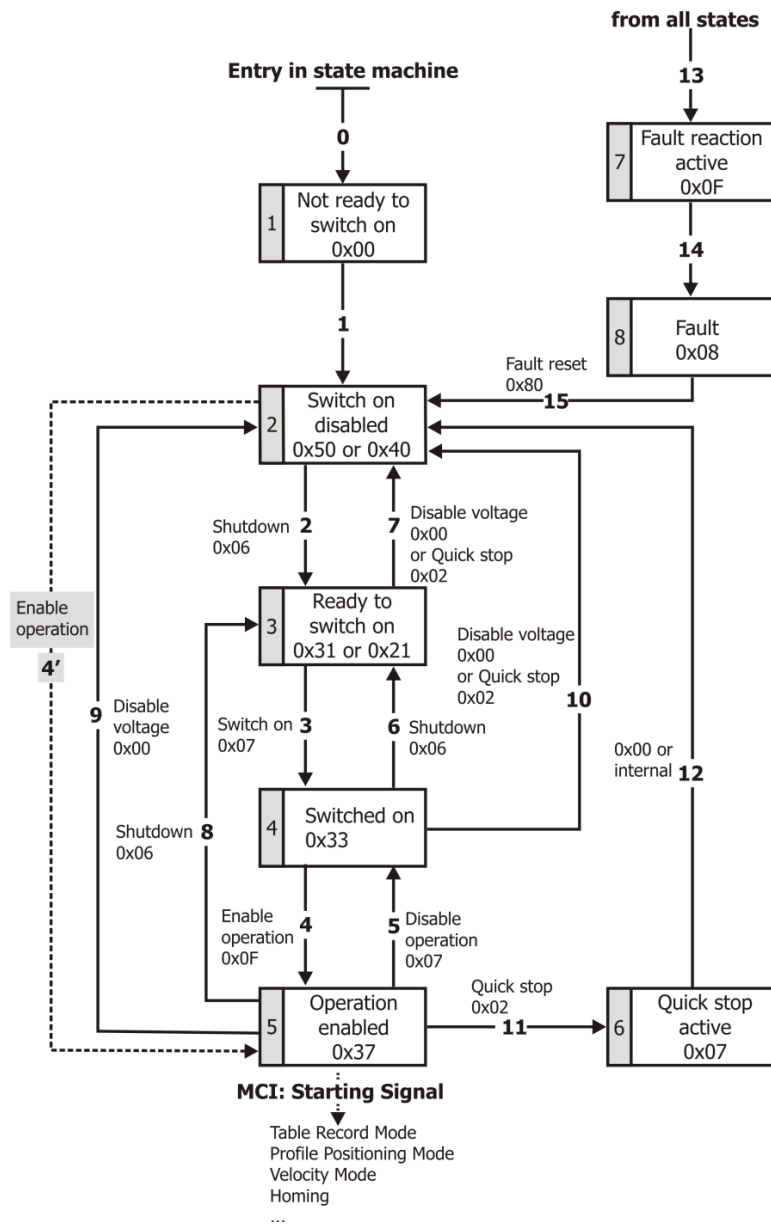 from all states
Entry in state machine
13
0
7
Fault reaction
active
0x0F
1
Not ready to
switch on
0x00
14
1
8
Fault
0x08
Fault reset
0x80
15
2
Switch on
disabled
0x50 or 0x40
Shutdown
0x06
2
7
Disable voltage
0x00
or Quick stop
0x02
Enable
operation
4’
3
Ready to
switch on
0x31 or 0x21
Disable voltage
0x00
or Quick stop
0x02
10
9
Disable
voltage
0x00
Switch on
0x07
3
6
Shutdown
0x06
0x00 or
internal
12
Shutdown
0x06
8
4
Switched on
0x33
Enable
operation
0x0F
4
5
Disable
operation
0x07
Quick stop
0x02
11
5
Operation
enabled
0x37
6
Quick stop
active
0x07
MCI: Starting Signal
Table Record Mode
Profile Positioning Mode
Velocity Mode
Homing
...